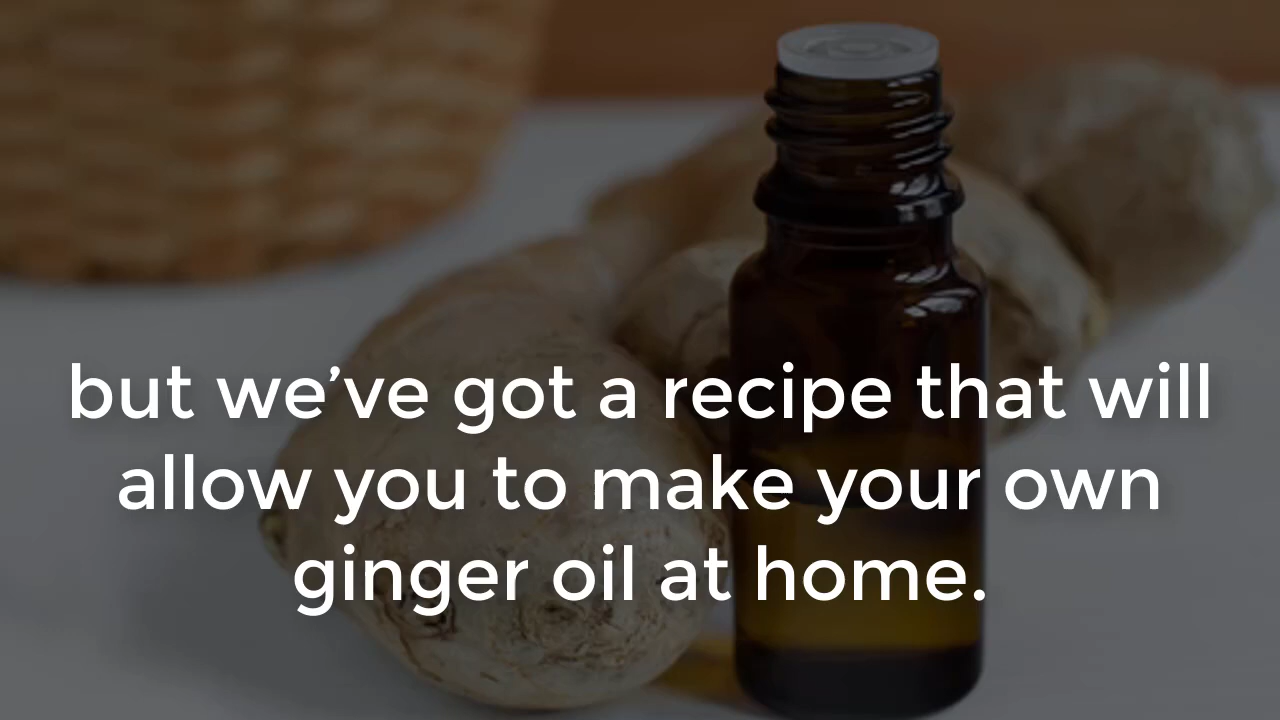 but we’ve got a recipe that will
allow you to make your own
ginger oil at home.